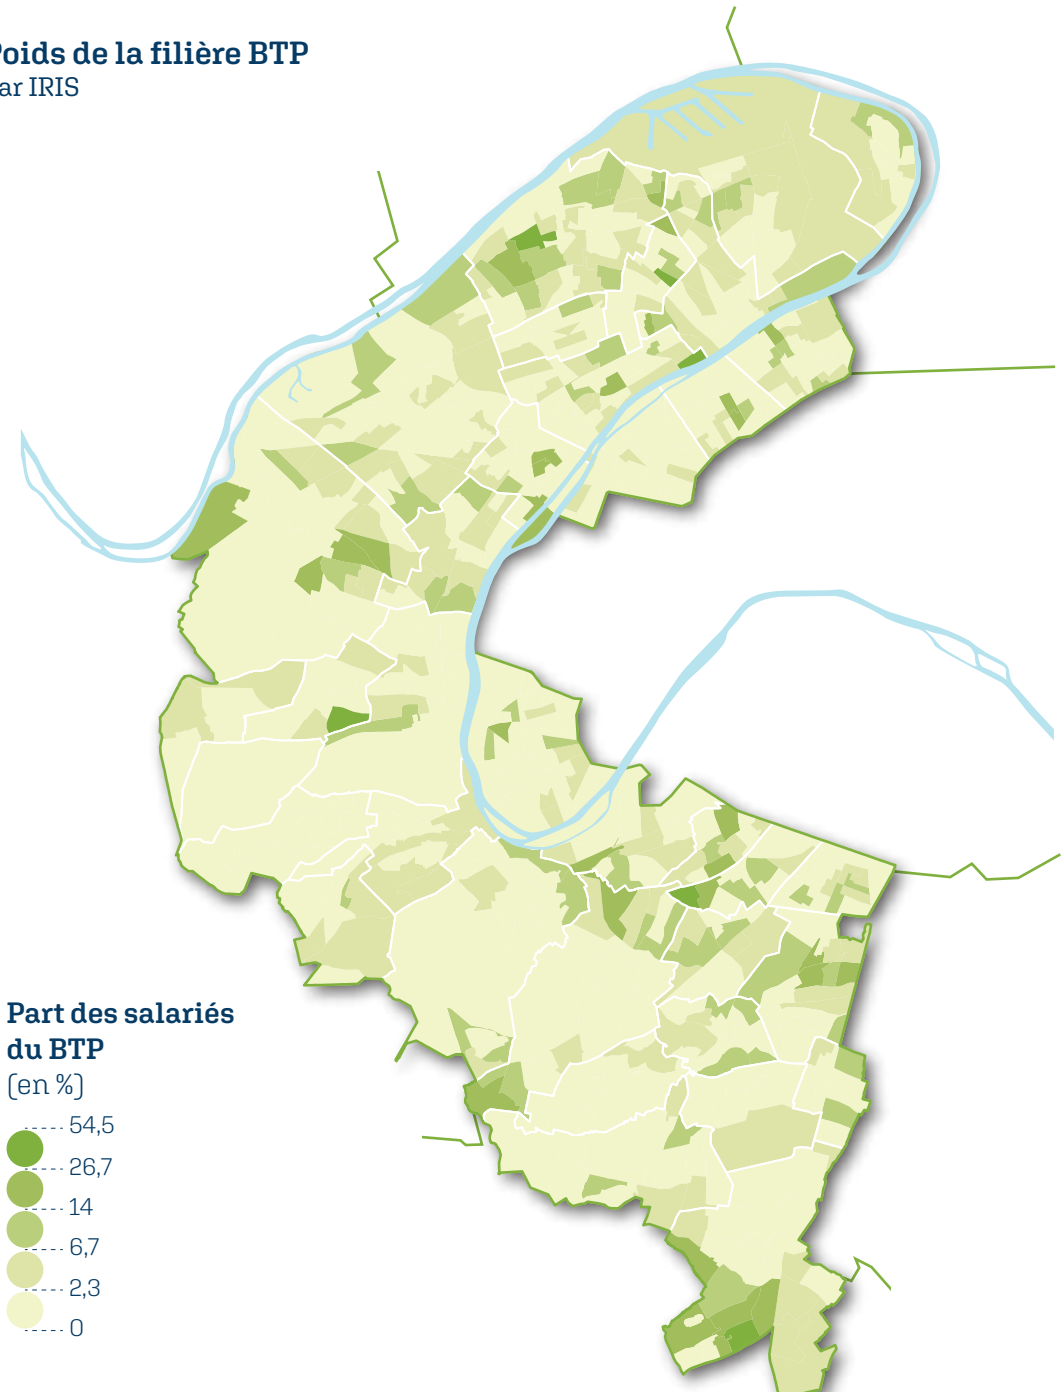 oids de la filière BTP
ar IRIS
Part des salariés
du BTP
(en %)
54,5
26,7
14
6,7
2,3
0